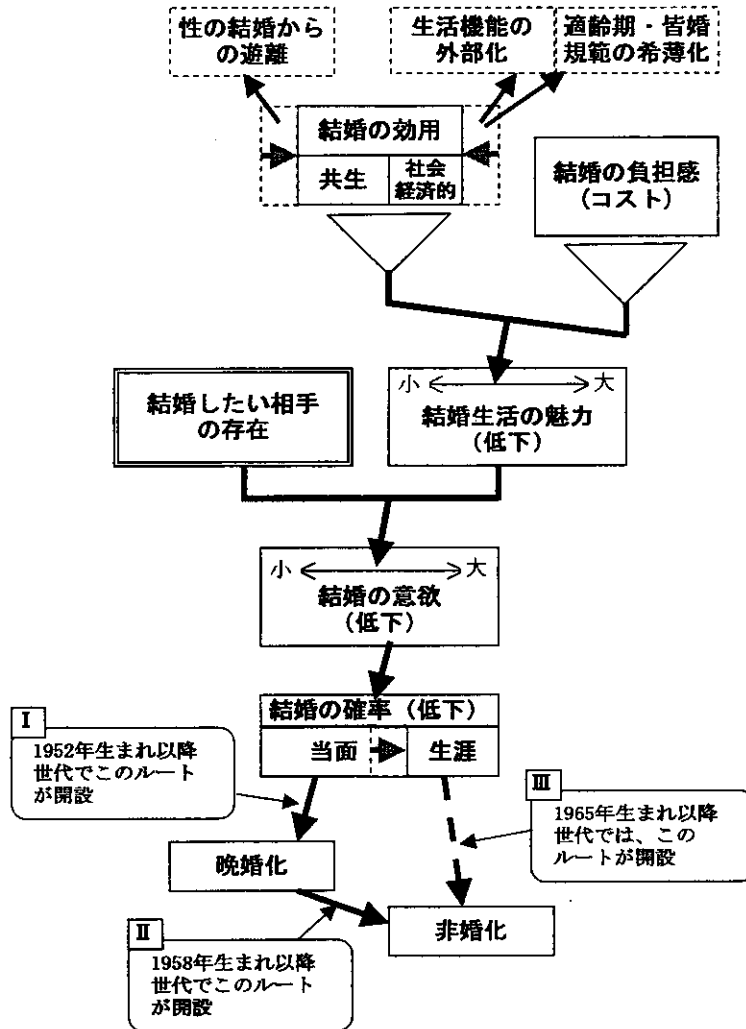 性の結婚から
の遊離
生活機能の
外部化
適齢期・皆婚
規範の希薄化
結婚の効用
共生
社会
経済的
結婚の負担感
(コスト)
結婚したい相手
の存在
小 大
結婚生活の魅力
(低下)
小 大
結婚の意欲
(低下)
結婚の確率(低下)
当面
生涯
I
1952年生まれ以降
世代でこのルート
が開設
III
1965年生まれ以降
世代では、この
ルートが開設
晩婚化
非婚化
II
1958年生まれ以降
世代でこのルート
が開設